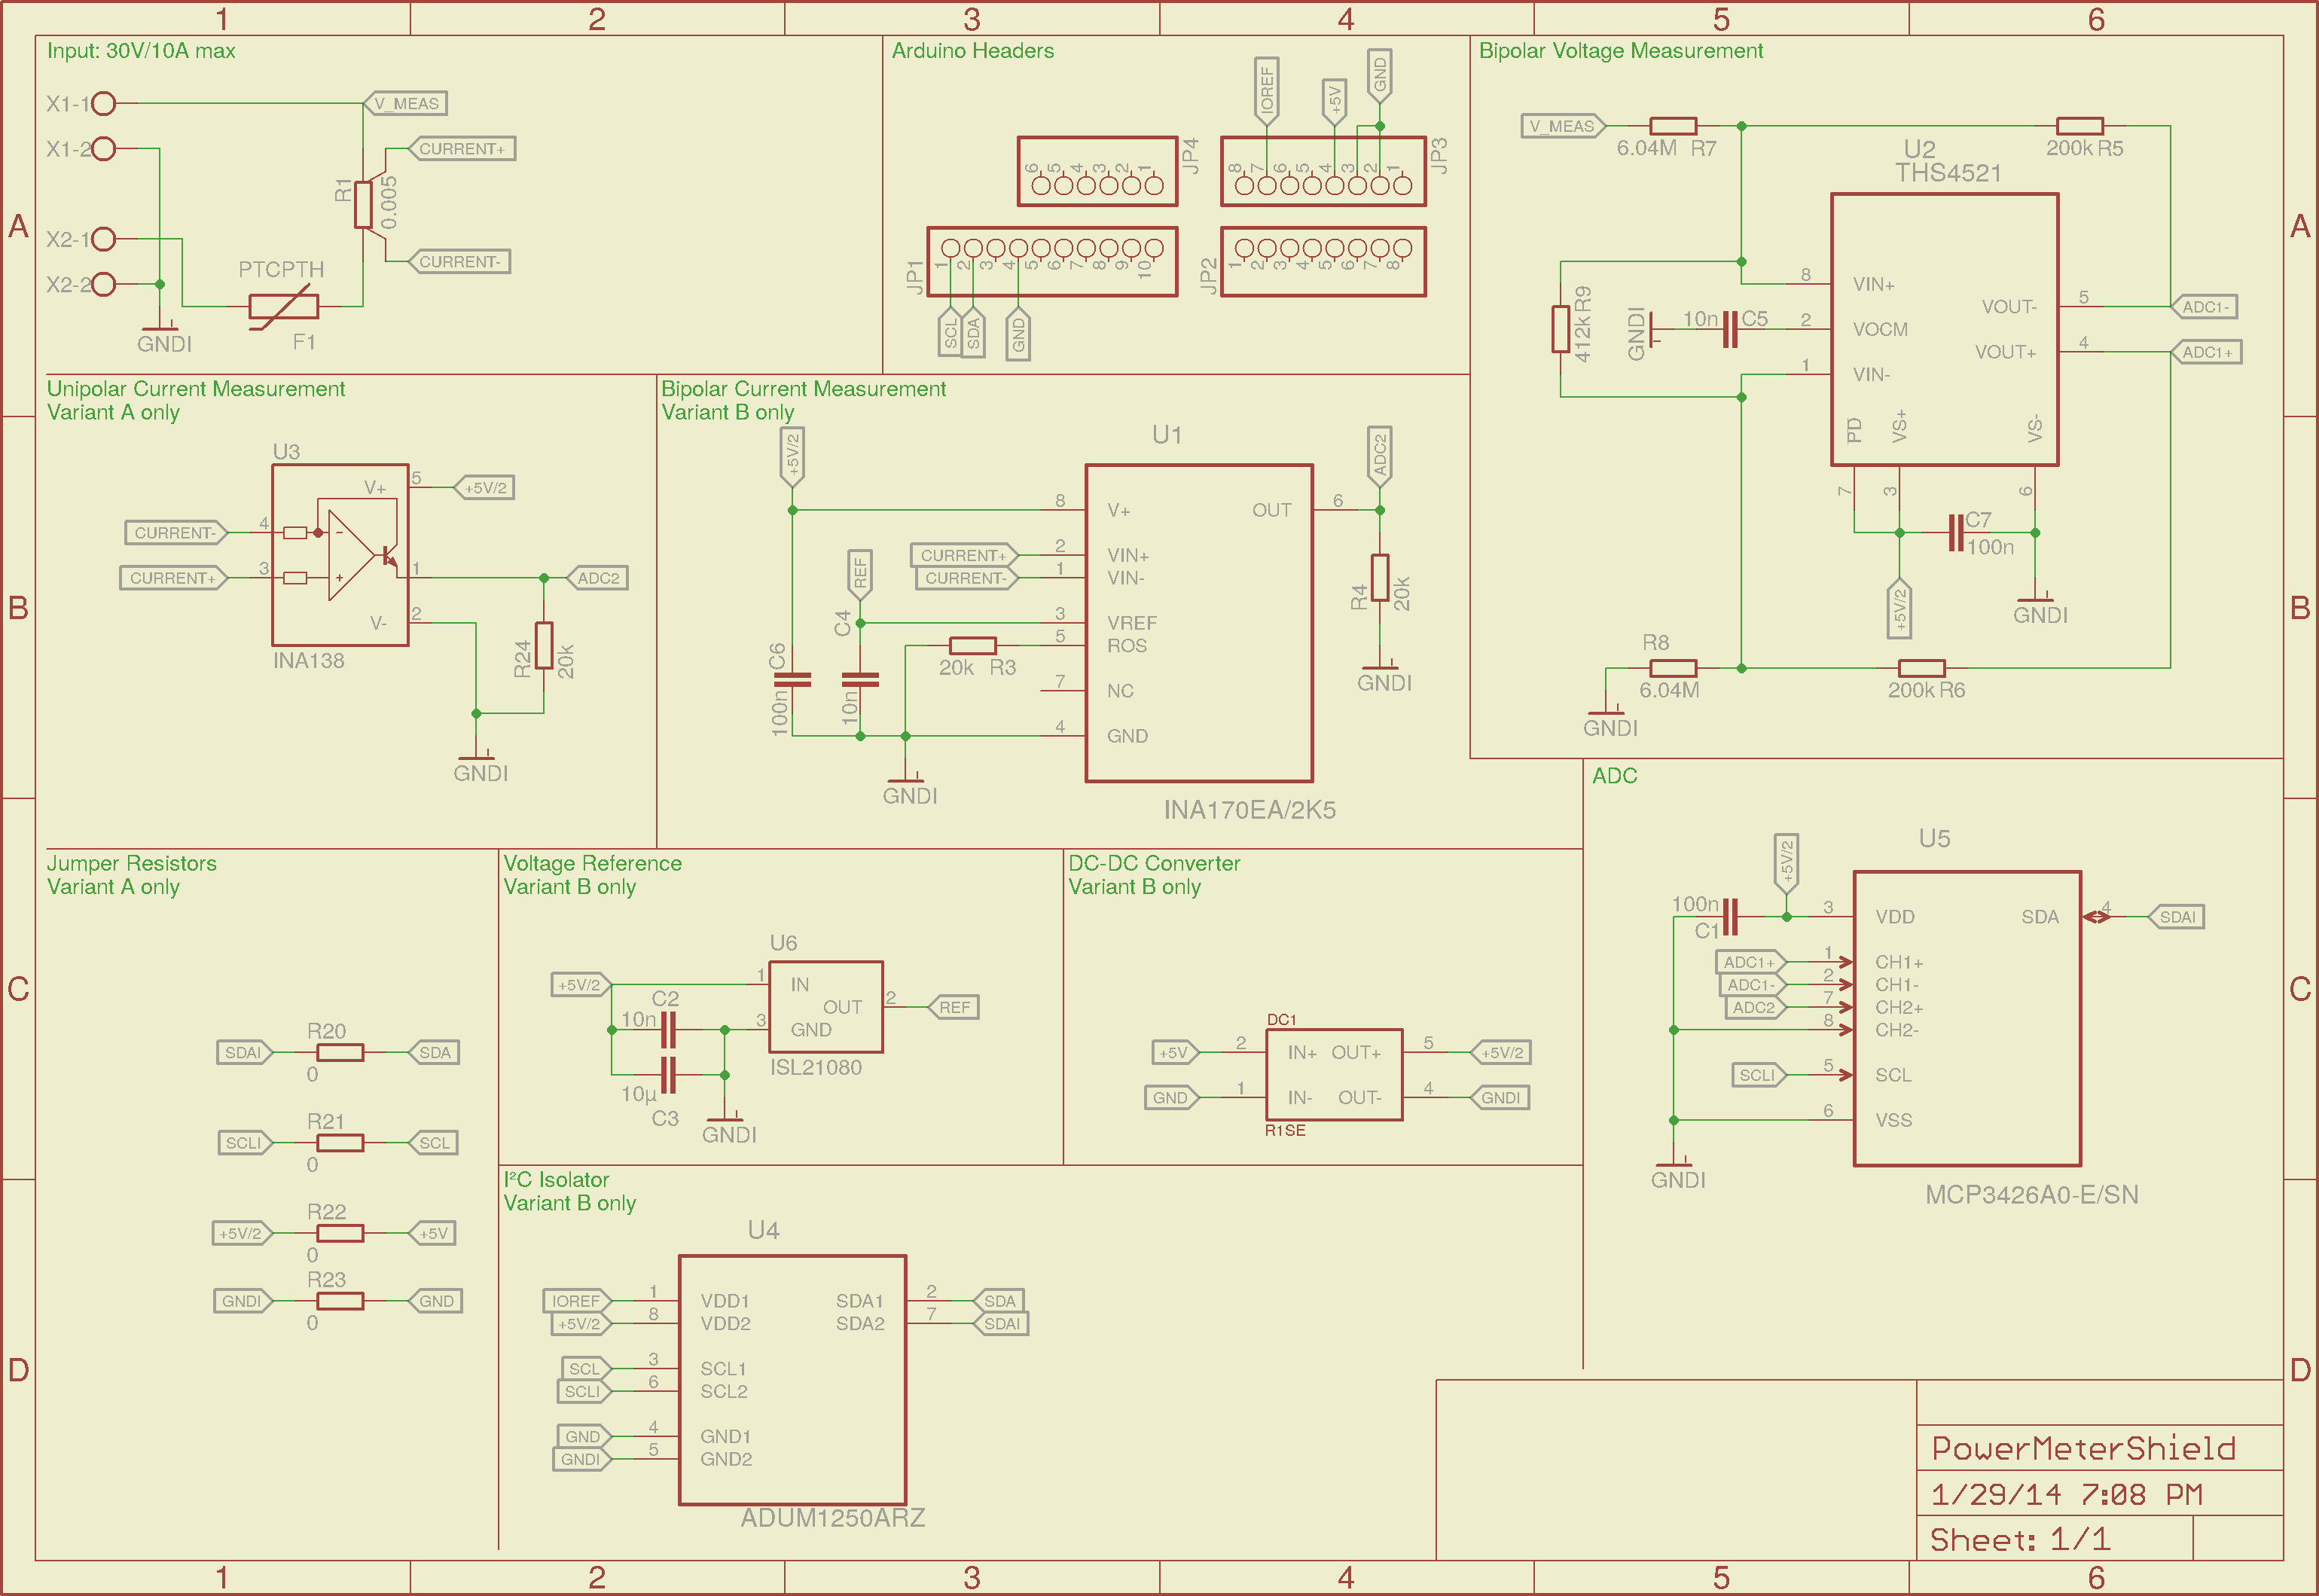 1 2 3 4 5 6
A
B
C
D
A
B
C
D
Input: 30V/10A max
X1-1
X1-2
X2-1
X2-2
V_MEAS
CURRENT+
CURRENT-
R1
0.005
PTCPTH
F1
GNDI
Arduino Headers
IOREF
+5V
GND
6 5 4 3 2 1
JP4
8 7 6 5 4 3 2 1
JP3
JP1
1 2 3 4 5 6 7 8 9 10
JP2
1 2 3 4 5 6 7 8
SCL
SDA
GND
Bipolar Voltage Measurement
V_MEAS
6.04M R7
200k R5
U2
THS4521
412k R9
GNDI
10n C5
8 VIN+
2 VOCM
1 VIN-
VOUT- 5
VOUT+ 4
ADC1-
ADC1+
PD
VS+
VS-
7
3
6
C7
100n
+5V/2
GNDI
R8
6.04M
200k R6
GNDI
Unipolar Current Measurement
Variant A only
U3
V+ 5
+5V/2
CURRENT- 4
CURRENT+ 3
-
+
1
ADC2
V- 2
INA138
R24
20k
GNDI
Bipolar Current Measurement
Variant B only
+5V/2
U1
ADC2
8 V+
OUT 6
CURRENT+ 2 VIN+
CURRENT- 1 VIN-
REF
3 VREF
5 ROS
20k R3
7 NC
4 GND
C4
10n
C6
100n
R4
20k
GNDI
GNDI
INA170EA/2K5
Jumper Resistors
Variant A only
R20
SDAI
SDA
0
R21
SCLI
SCL
0
R22
+5V/2
+5V
0
R23
GNDI
GND
0
Voltage Reference
Variant B only
U6
+5V/2
1 IN
OUT 2
REF
3 GND
ISL21080
C2
10n
10µ
C3
GNDI
DC-DC Converter
Variant B only
DC1
+5V 2 IN+ OUT+ 5 +5V/2
GND 1 IN- OUT- 4 GNDI
R1SE
I²C Isolator
Variant B only
U4
IOREF 1 VDD1 SDA1 2 SDA
+5V/2 8 VDD2 SDA2 7 SDAI
SCL 3 SCL1
SCLI 6 SCL2
GND 4 GND1
GNDI 5 GND2
ADUM1250ARZ
ADC
U5
+5V/2
100n
C1
3 VDD
SDA 4 SDAI
ADC1+ 1 CH1+
ADC1- 2 CH1-
ADC2 7 CH2+
8 CH2-
SCLI 5 SCL
6 VSS
GNDI
MCP3426A0-E/SN
PowerMeterShield
1/29/14 7:08 PM
Sheet: 1/1
1 2 3 4 5 6